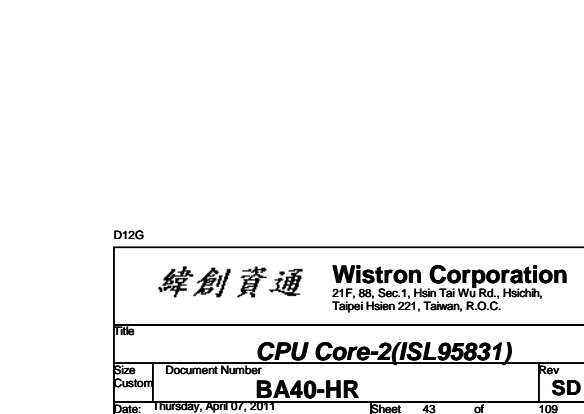 D12G
緯創資通
Wistron Corporation
21F, 88, Sec.1, Hsin Tai Wu Rd., Hsichih,
Taipei Hsien 221, Taiwan, R.O.C.
Title
CPU Core-2(ISL95831)
Size Document Number Rev
Custom
BA40-HR SD
Date: Thursday, April 07, 2011 Sheet 43 of 109